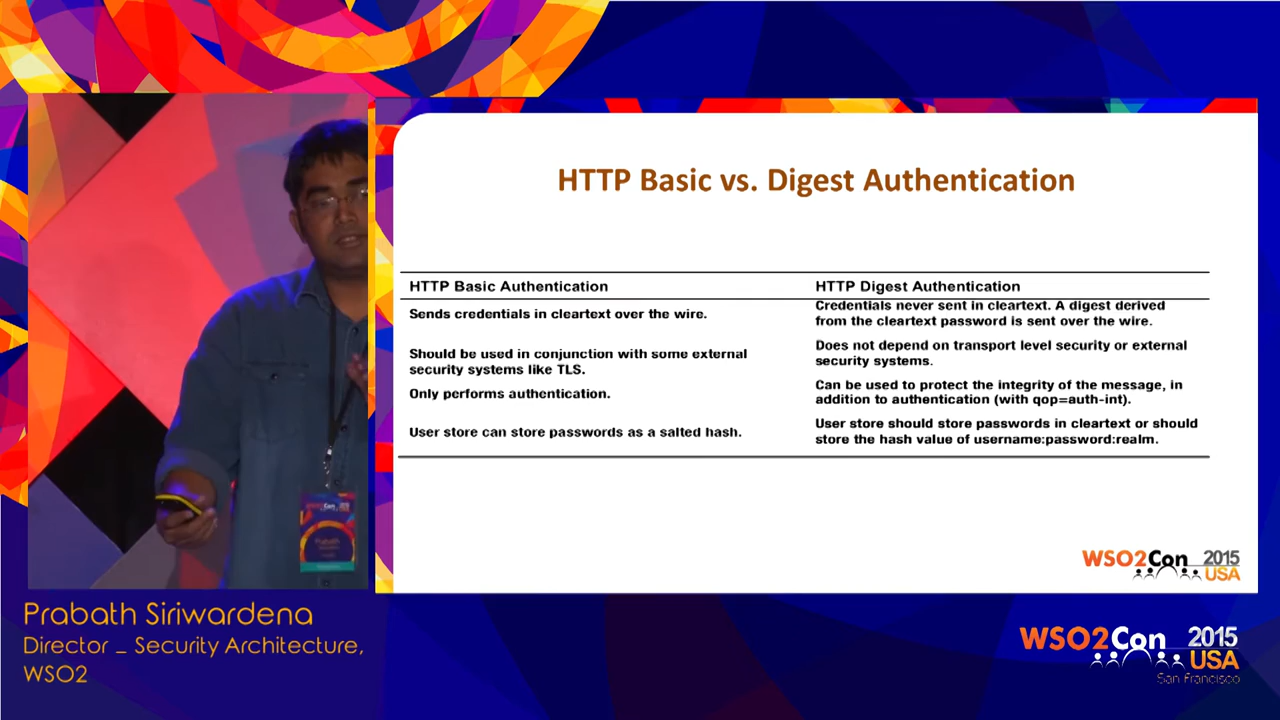 HTTP Basic vs. Digest Authentication
HTTP Basic Authentication
HTTP Digest Authentication
Sends credentials in cleartext over the wire.
Credentials never sent in cleartext. A digest derived
from the cleartext password is sent over the wire.
Should be used in conjunction with some external
security systems like TLS.
Does not depend on transport level security or external
security systems.
Only performs authentication.
Can be used to protect the integrity of the message, in
addition to authentication (with qop=auth-int).
User store can store passwords as a salted hash.
User store should store passwords in cleartext or should
store the hash value of username:password:realm.
WSO2Con 2015
USA
WSO2Con
Prabath
Prabath Siriwardena
Director _ Security Architecture,
WSO2
WSO2Con 2015
USA
San Francisco